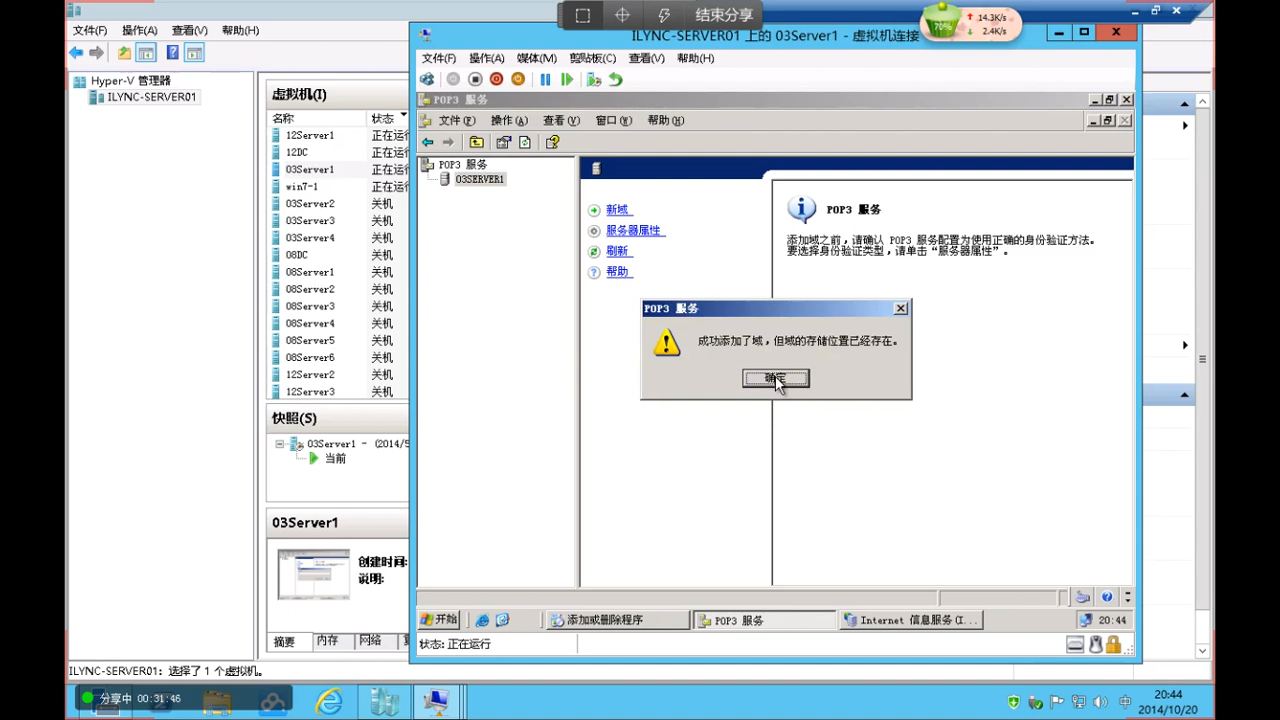 结束分享
14.3K/s
70%
2.4K/s
文件(F) 操作(A) 查看(V) 帮助(H)
ILYNC-SERVER01 上的 03Server1 - 虚拟机连接
文件(F) 操作(A) 媒体(M) 剪贴板(C) 查看(V) 帮助(H)
Hyper-V 管理器
ILYNC-SERVER01
虚拟机(I)
名称 状态
12Server1 正在运行
12DC 正在运
03Server1 正在运行
win7-1 正在运
03Server2 关机
03Server3 关机
03Server4 关机
08DC 关机
08Server1 关机
08Server2 关机
08Server3 关机
08Server4 关机
08Server5 关机
08Server6 关机
12Server2 关机
12Server3 关机
快照(S)
03Server1 - (2014/5
当前
03Server1
创建时间:
说明:
摘要 内存 网络
POP3 服务
文件(F) 操作(A) 查看(V) 窗口(W) 帮助(H)
POP3 服务
03SERVER1
新域
服务器属性
刷新
帮助
POP3 服务
添加域之前，请确认 POP3 服务配置为使用正确的身份验证方法。
要选择身份验证类型，请单击“服务器属性”。
POP3 服务
成功添加了域，但域的存储位置已经存在。
确定
开始 添加或删除程序 POP3 服务 Internet 信息服务(I... 20:44
状态: 正在运行
ILYNC-SERVER01: 选择了 1 个虚拟机。
分享中 00:31:46
中
20:44
2014/10/20